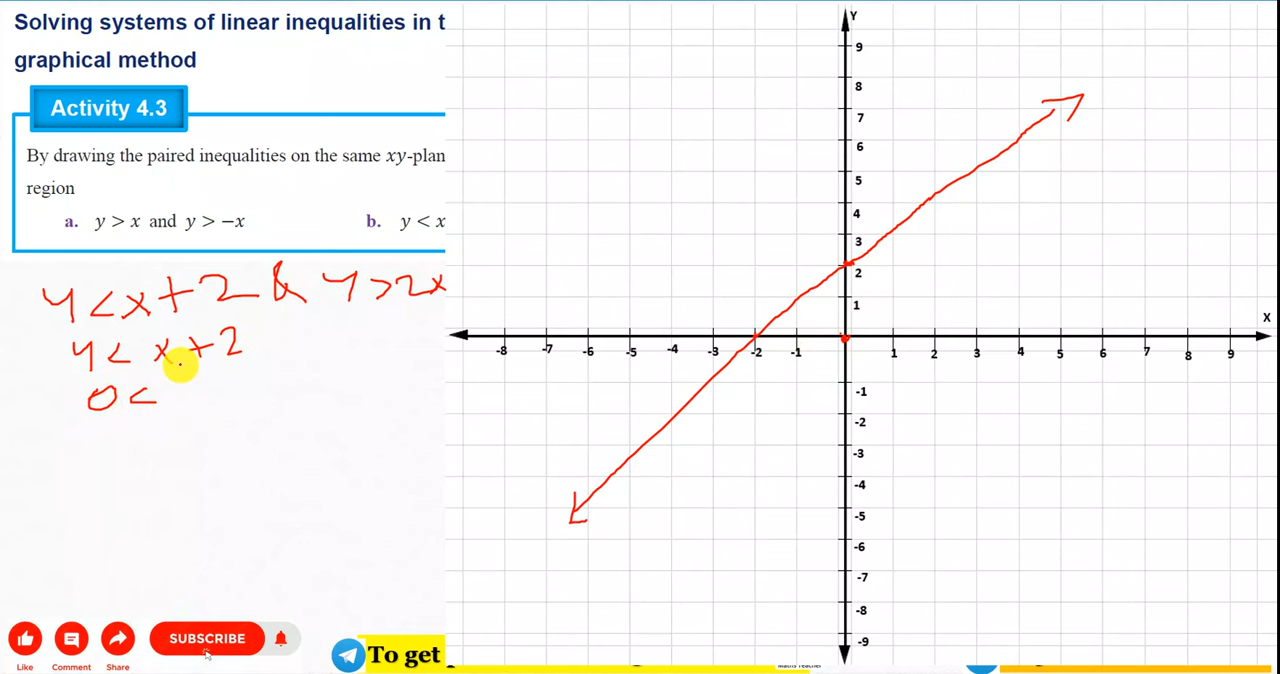 Solving systems of linear inequalities in t
graphical method
Activity 4.3
By drawing the paired inequalities on the same xy-plan
region
a. y > x and y > −x
b. y < x
y < x + 2 & y > 2x
y < x + 2
0 <
Y
9
8
7
6
5
4
3
2
1
X
-8 -7 -6 -5 -4 -3 -2 -1 1 2 3 4 5 6 7 8 9
-1
-2
-3
-4
-5
-6
-7
-8
-9
SUBSCRIBE
Like Comment Share
To get
Maths Teacher